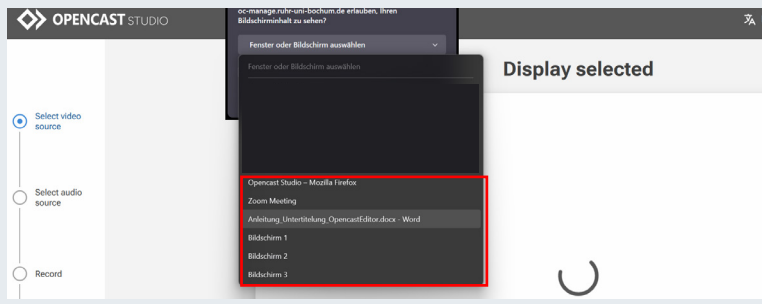 OPENCAST STUDIO
oc-manage.ruhr-uni-bochum.de erlauben, Ihren
Bildschirminhalt zu sehen?
Fenster oder Bildschirm auswählen
Fenster oder Bildschirm auswählen
Display selected
Select video
source
Opencast Studio – Mozilla Firefox
Zoom Meeting
Select audio
source
Anleitung_Untertitelung_OpencastEditor.docx - Word
Bildschirm 1
Bildschirm 2
Record
Bildschirm 3